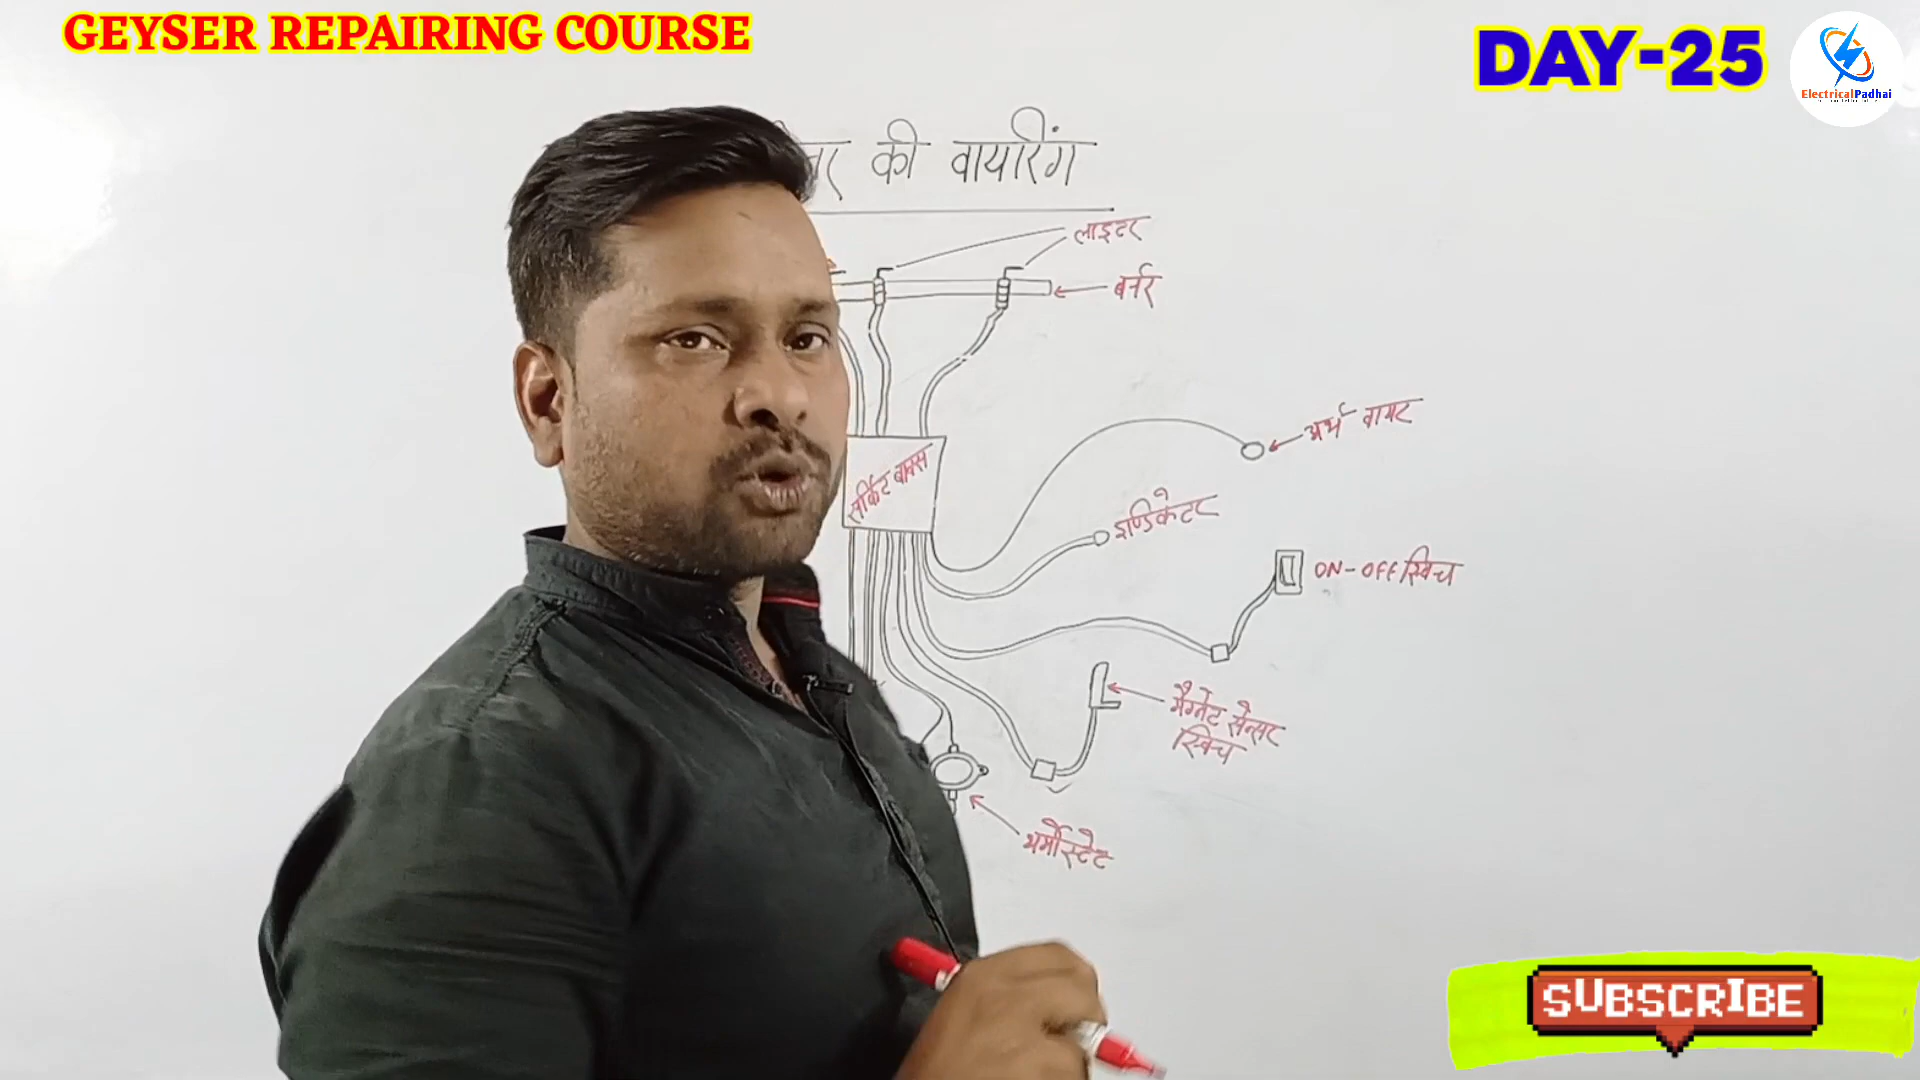 GEYSER REPAIRING COURSE
DAY-25
ElectricalPadhai
की वायरिंग
लाइटर
बर्नर
अर्थ वायर
सर्किट बाक्स
इण्डिकेटर
ON-OFF स्विच
मैग्नेट सेन्सर
स्विच
थर्मोस्टेट
SUBSCRIBE